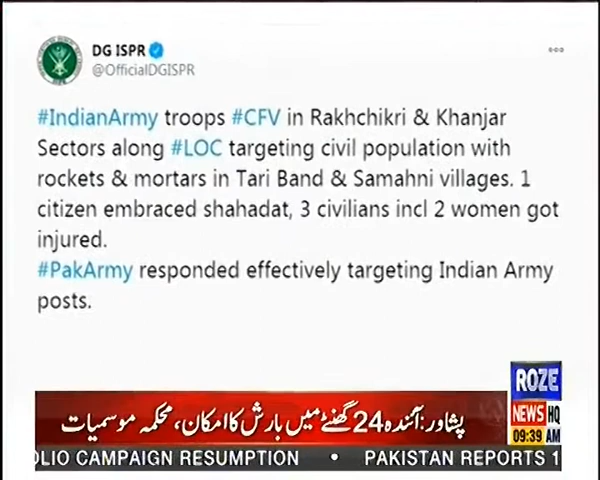 DG ISPR
@OfficialDGISPR
#IndianArmy troops #CFV in Rakhchikri & Khanjar
Sectors along #LOC targeting civil population with
rockets & mortars in Tari Band & Samahni villages. 1
citizen embraced shahadat, 3 civilians incl 2 women got
injured.
#PakArmy responded effectively targeting Indian Army
posts.
ROZE
NEWS HQ
09:39 AM
پشاور: آئندہ 24 گھنٹے میں بارش کا امکان، محکمہ موسمیات
OLIO CAMPAIGN RESUMPTION • PAKISTAN REPORTS 1